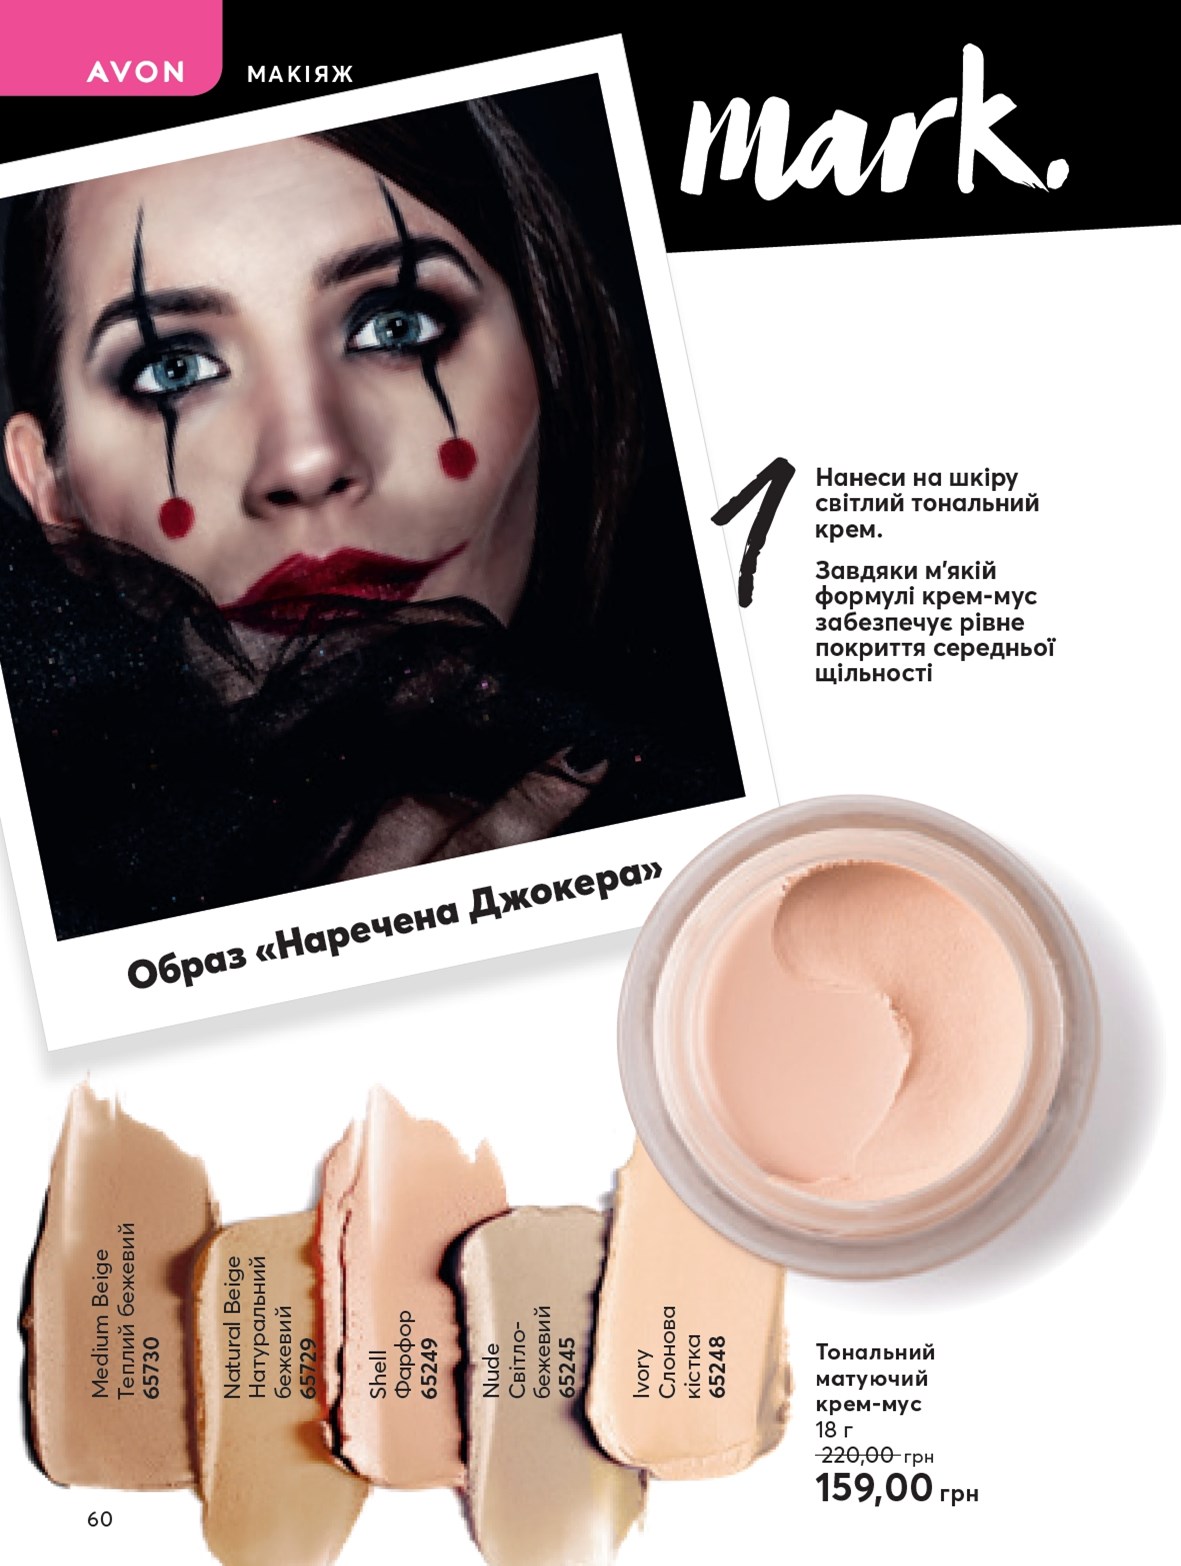 AVON
МАКІЯЖ
mark.
1
Нанеси на шкіру
світлий тональний
крем.
Завдяки м'якій
формулі крем-мус
забезпечує рівне
покриття середньої
щільності
Образ «Наречена Джокера»
Medium Beige
Теплий бежевий
65730
Natural Beige
Натуральний
бежевий
65729
Shell
Фарфор
65249
Nude
Світло-
бежевий
65245
Ivory
Слонова
кістка
65248
Тональний
матуючий
крем-мус
18 г
220,00 грн
159,00 грн
60